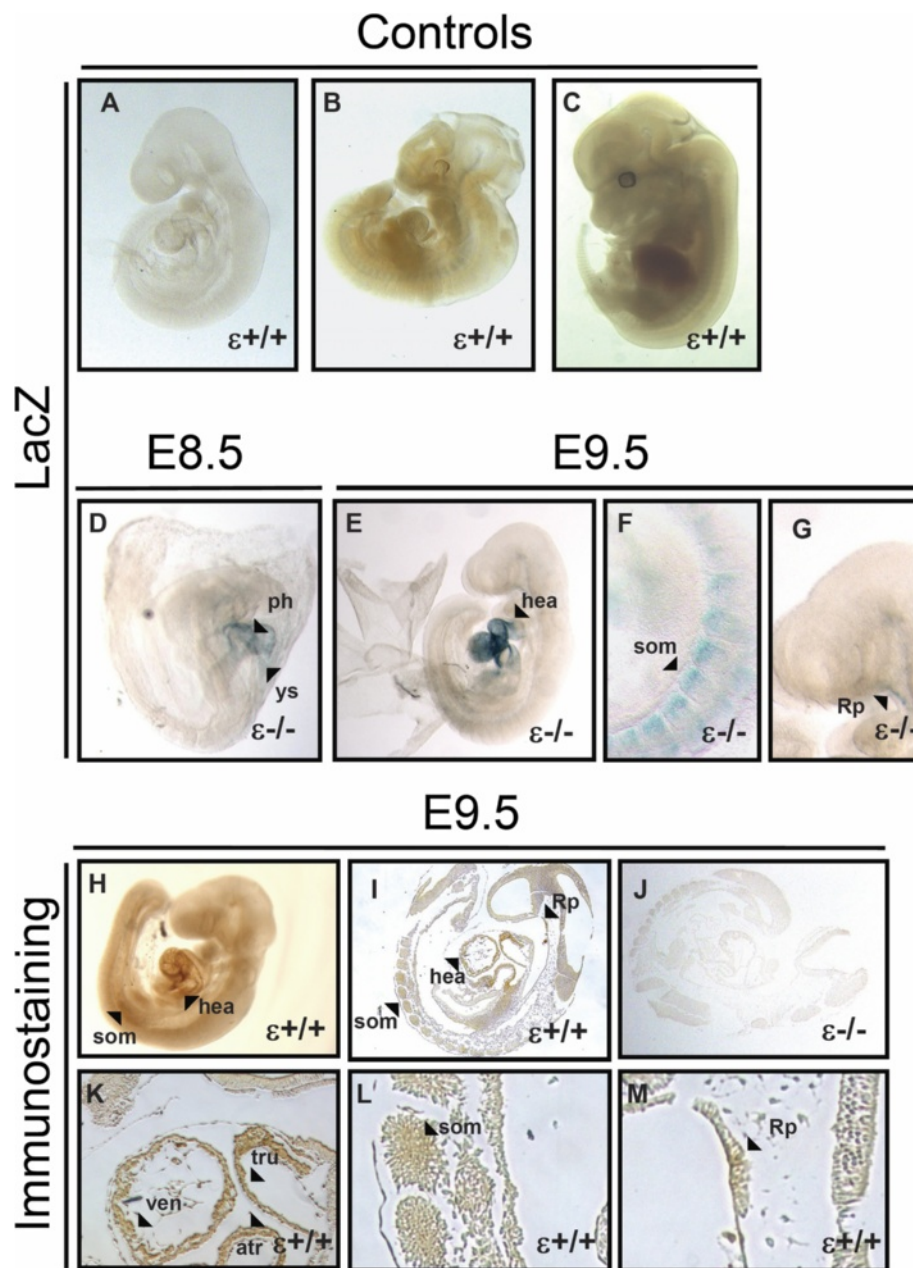 Controls
LacZ
A
ε+/+
B
ε+/+
C
ε+/+
E8.5
E9.5
D
ph
ys
ε-/-
E
hea
ε-/-
F
som
ε-/-
G
Rp
ε-/-
E9.5
Immunostaining
H
hea
som
ε+/+
I
Rp
hea
som
ε+/+
J
ε-/-
K
tru
ven
atr
ε+/+
L
som
ε+/+
M
Rp
ε+/+